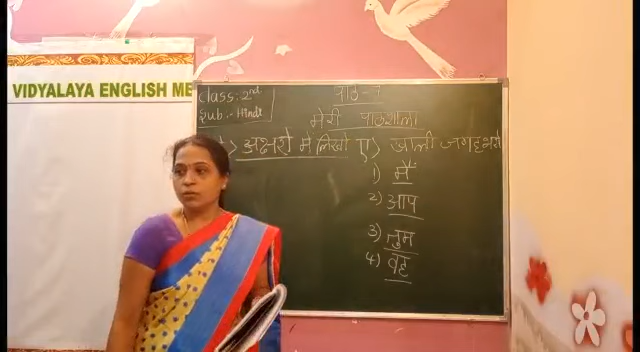 VIDYALAYA ENGLISH ME
Class: 2nd
Sub:- Hindi
पाठ - 7
मेरी पाठशाला
> अक्षरो मे लिखो ए> खाली जगह भरो
1) मैं
2) आप
3) तुम
4) वह